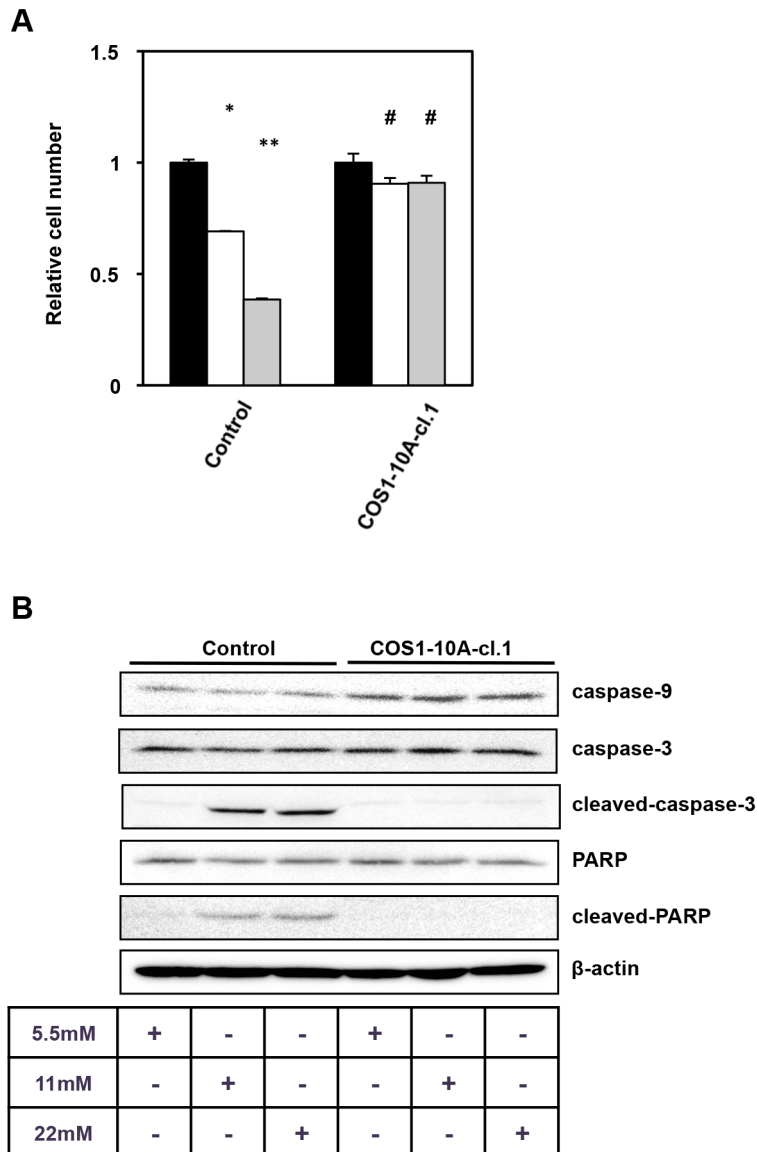 A
1.5
*
# #
**
1
Relative cell number
0.5
0
Control
COS1-10A-cl.1
B
Control COS1-10A-cl.1
caspase-9
caspase-3
cleaved-caspase-3
PARP
cleaved-PARP
β-actin
5.5mM + - - + - -
11mM - + - - + -
22mM - - + - - +